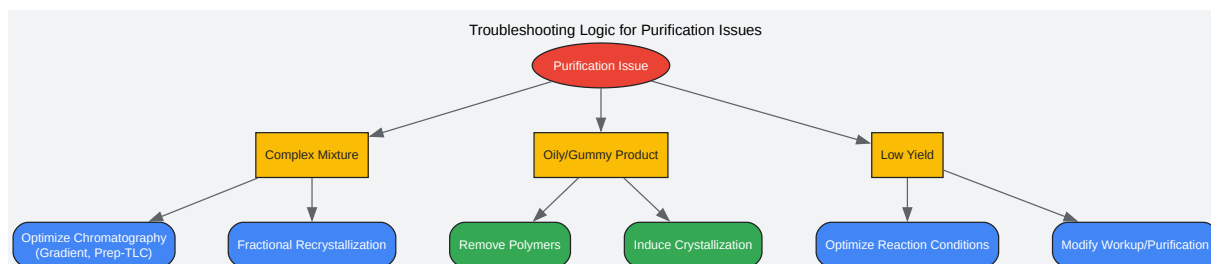 Troubleshooting Logic for Purification Issues
Purification Issue
Complex Mixture
Oily/Gummy Product
Low Yield
Optimize Chromatography
(Gradient, Prep-TLC)
Fractional Recrystallization
Remove Polymers
Induce Crystallization
Optimize Reaction Conditions
Modify Workup/Purification